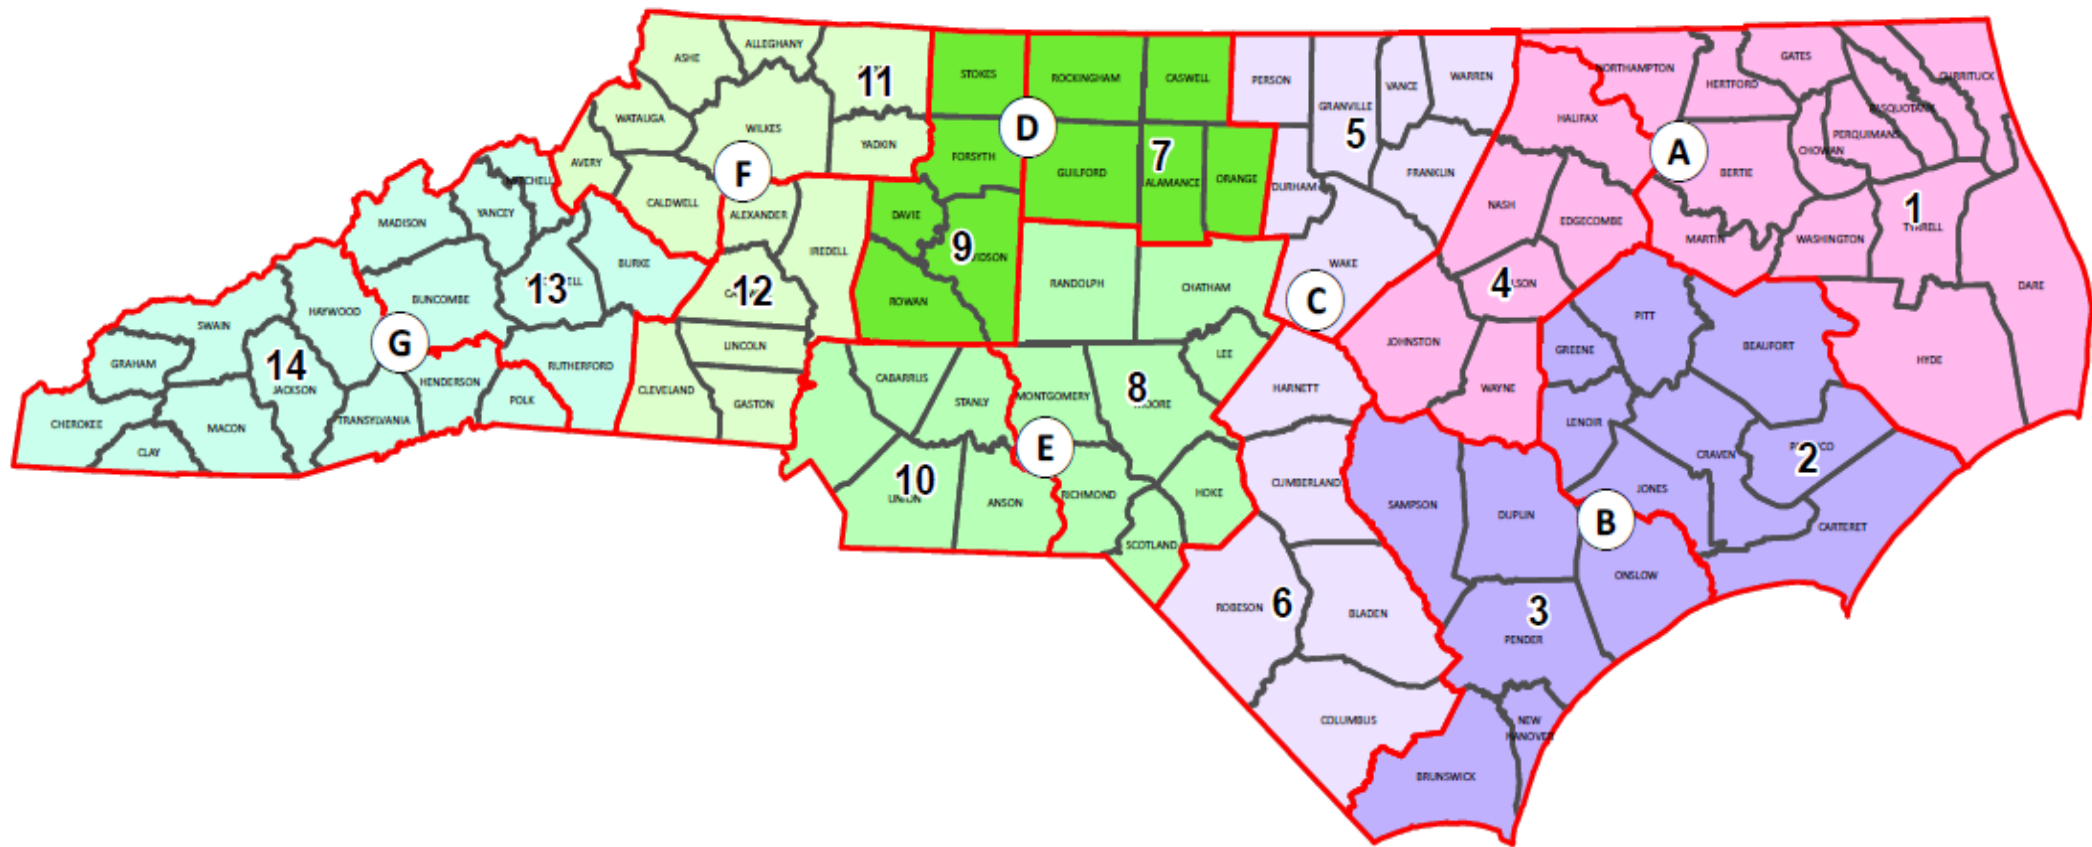 ASHE
ALLEGHANY
11
STOKES
ROCKINGHAM
CASWELL
PERSON
GRANVILLE
VANCE
WARREN
NORTHAMPTON
GATES
HERTFORD
CURRITUCK
PASQUOTANK
PERQUIMANS
CHOWAN
WATAUGA
WILKES
YADKIN
AVERY
F
CALDWELL
ALEXANDER
D
FORSYTH
GUILFORD
7
ALAMANCE
ORANGE
5
DURHAM
FRANKLIN
HALIFAX
A
BERTIE
MITCHELL
YANCEY
MADISON
BURKE
IREDELL
DAVIE
9
NASH
EDGECOMBE
MARTIN
WASHINGTON
1
TYRRELL
DARE
BUNCOMBE
13
12
ROWAN
RANDOLPH
CHATHAM
WAKE
C
4
PITT
HYDE
SWAIN
HAYWOOD
G
GRAHAM
14
JACKSON
HENDERSON
RUTHERFORD
POLK
CLEVELAND
LINCOLN
GASTON
CABARRUS
STANLY
MONTGOMERY
8
LEE
HARNETT
JOHNSTON
WAYNE
GREENE
BEAUFORT
CHEROKEE
CLAY
MACON
TRANSYLVANIA
LENOIR
CRAVEN
2
10
ANSON
E
RICHMOND
HOKE
SCOTLAND
CUMBERLAND
SAMPSON
DUPLIN
JONES
B
CARTERET
ONSLOW
ROBESON
6
BLADEN
3
PENDER
COLUMBUS
NEW
HANOVER
BRUNSWICK